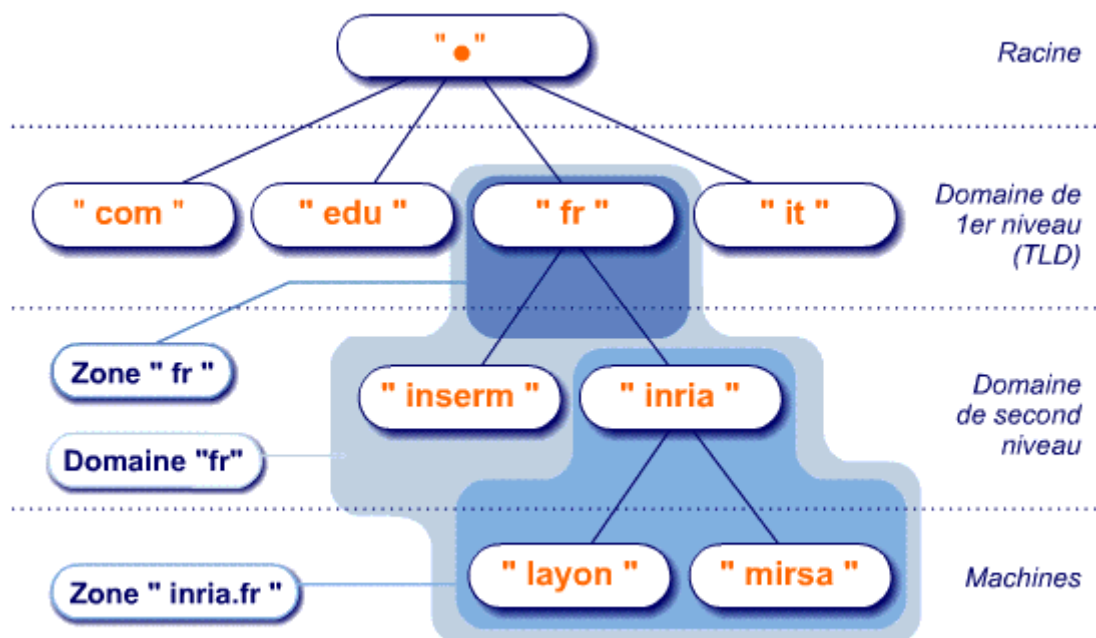 " • "
Racine
" com "
" edu "
" fr "
" it "
Domaine de
1er niveau
(TLD)
Zone " fr "
" inserm "
" inria "
Domaine
de second
niveau
Domaine "fr"
" layon "
" mirsa "
Machines
Zone " inria.fr "